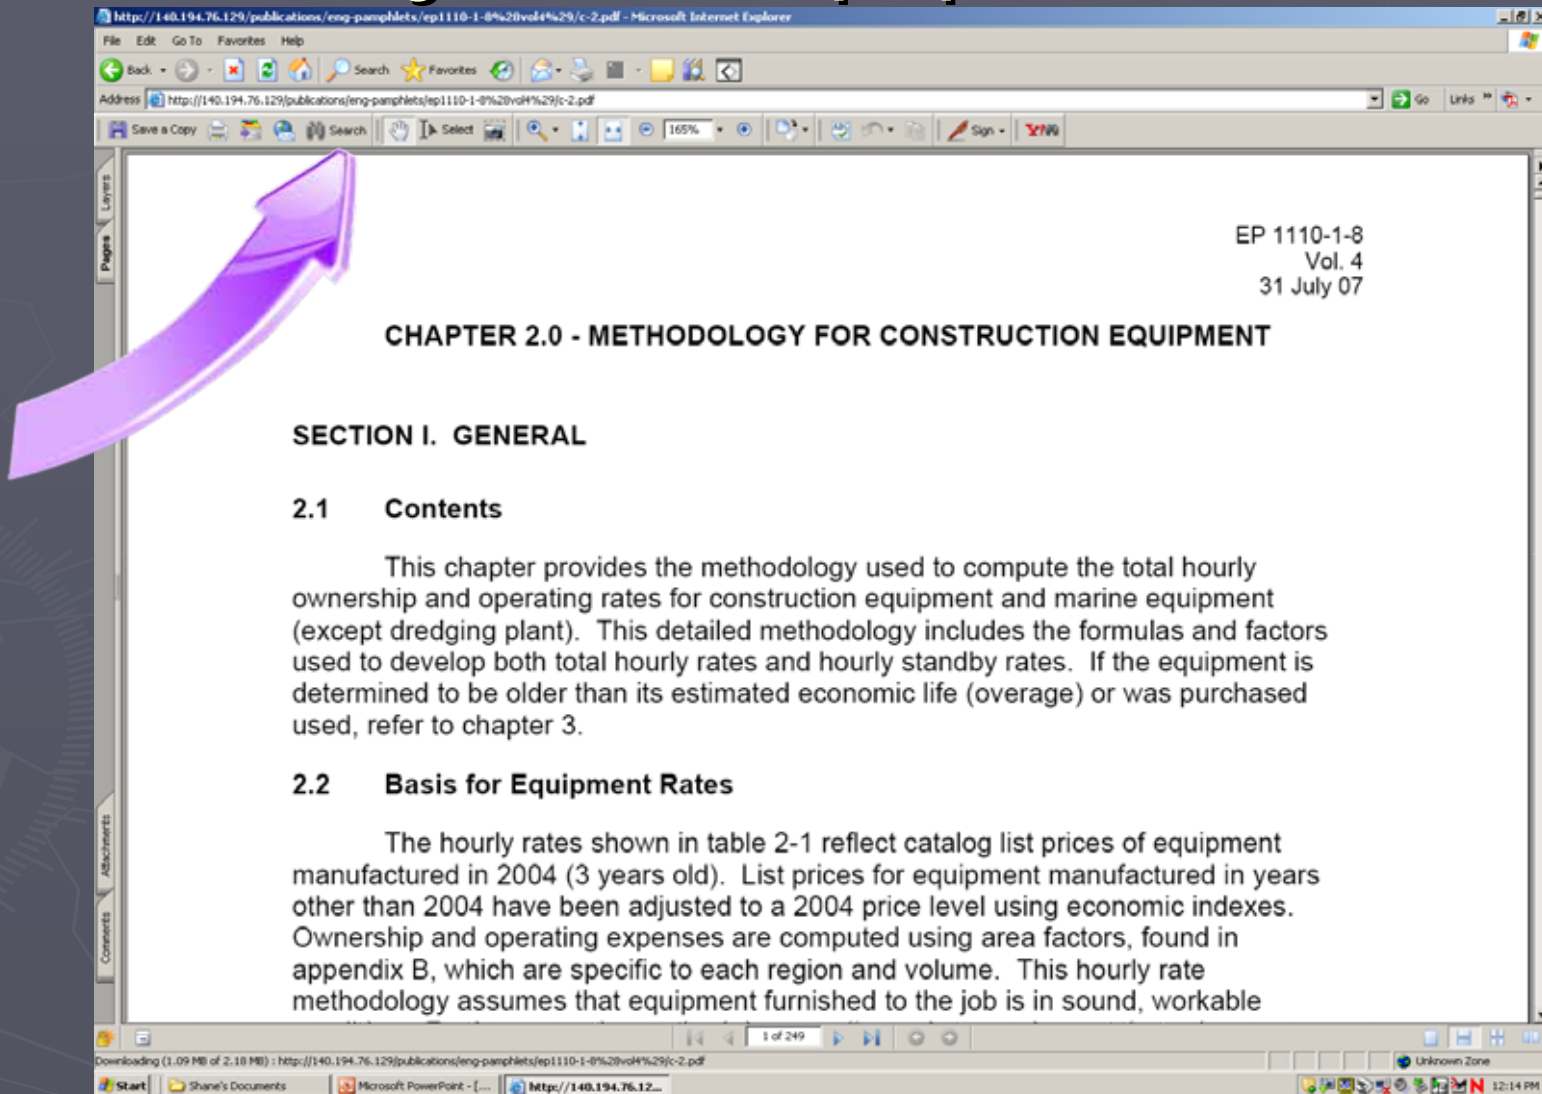 http://140.194.76.129/publications/eng-pamphlets/ep1110-1-8%20vol4%29/c-2.pdf - Microsoft Internet Explorer
File Edit Go To Favorites Help
Back Search Favorites
Address http://140.194.76.129/publications/eng-pamphlets/ep1110-1-8%20vol4%29/c-2.pdf Go Links »
Save a Copy Search Select 165% Sign
Layers
Pages
EP 1110-1-8
Vol. 4
31 July 07
CHAPTER 2.0 - METHODOLOGY FOR CONSTRUCTION EQUIPMENT
SECTION I. GENERAL
2.1 Contents
This chapter provides the methodology used to compute the total hourly
ownership and operating rates for construction equipment and marine equipment
(except dredging plant). This detailed methodology includes the formulas and factors
used to develop both total hourly rates and hourly standby rates. If the equipment is
determined to be older than its estimated economic life (overage) or was purchased
used, refer to chapter 3.
2.2 Basis for Equipment Rates
The hourly rates shown in table 2-1 reflect catalog list prices of equipment
manufactured in 2004 (3 years old). List prices for equipment manufactured in years
other than 2004 have been adjusted to a 2004 price level using economic indexes.
Ownership and operating expenses are computed using area factors, found in
appendix B, which are specific to each region and volume. This hourly rate
methodology assumes that equipment furnished to the job is in sound, workable
Attachments
Comments
1 of 249
Downloading (1.09 MB of 2.18 MB) : http://140.194.76.129/publications/eng-pamphlets/ep1110-1-8%20vol4%29/c-2.pdf Unknown Zone
Start Shane's Documents Microsoft PowerPoint - [... http://140.194.76.12... 12:14 PM